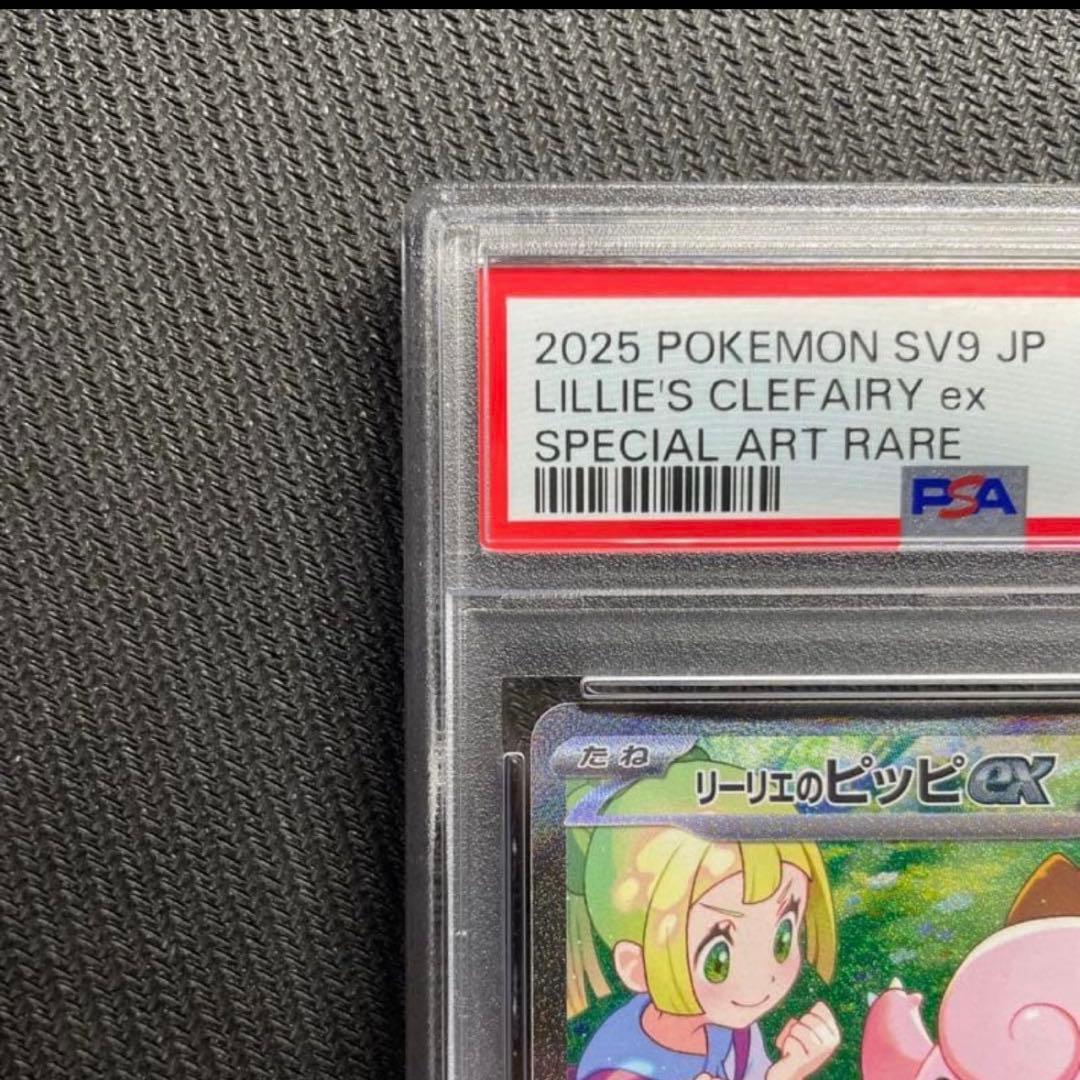 2025 POKEMON SV9 JP
LILLIE'S CLEFAIRY ex
SPECIAL ART RARE
PSA
たね
リーリエのピッピex